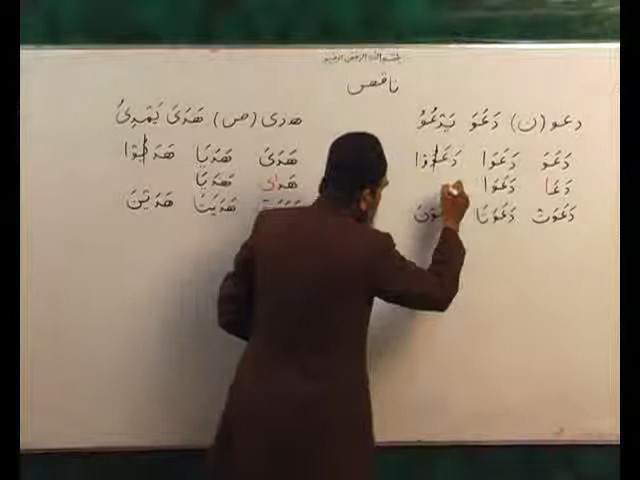 بسم الله الرحمن الرحيم
ناقص
دعو (ن) دَعَوَ يَدْعُوُ هدى (ض) هَدَىَ يَهْدِىُ
دَعَوَ دَعَوَا دَعَوُوْا هَدَىَ هَدَيَا هَدَيُوْا
دَعَا دَعَوَا هَدٰى هَدَيَا
دَعَوَتْ دَعَوَتَا هَدَيَتَا هَدَيْنَ